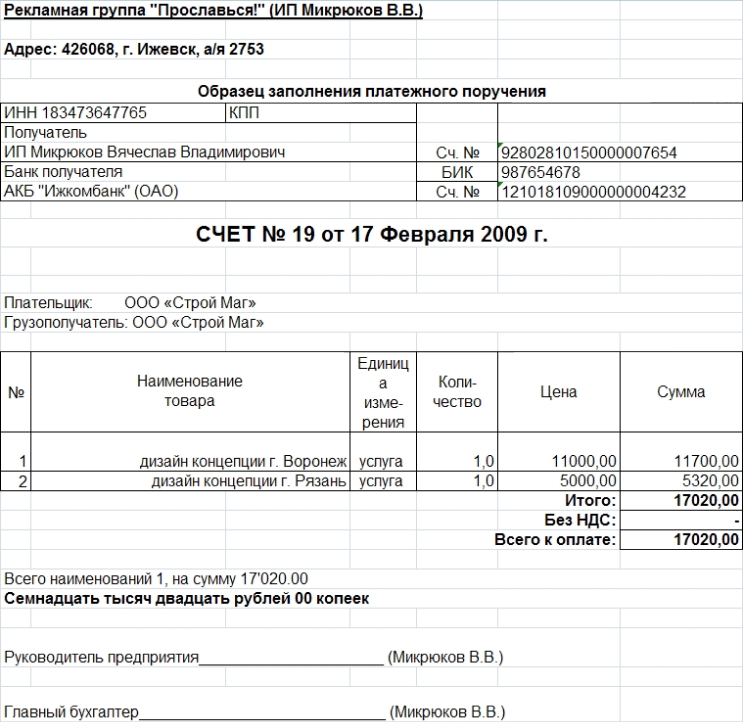 Рекламная группа "Прославься!" (ИП Микрюков В.В.)
Адрес: 426068, г. Ижевск, а/я 2753
Образец заполнения платежного поручения
ИНН 183473647765 КПП
Получатель
ИП Микрюков Вячеслав Владимирович Сч. № 92802810150000007654
Банк получателя БИК 987654678
АКБ "Ижкомбанк" (ОАО) Сч. № 121018109000000004232
СЧЕТ № 19 от 17 Февраля 2009 г.
Плательщик: ООО «Строй Маг»
Грузополучатель: ООО «Строй Маг»
№ Наименование товара Единица изме-рения Коли-чество Цена Сумма
1 дизайн концепции г. Воронеж услуга 1,0 11000,00 11700,00
2 дизайн концепции г. Рязань услуга 1,0 5000,00 5320,00
Итого: 17020,00
Без НДС: -
Всего к оплате: 17020,00
Всего наименований 1, на сумму 17'020.00
Семнадцать тысяч двадцать рублей 00 копеек
Руководитель предприятия______________________ (Микрюков В.В.)
Главный бухгалтер______________________________ (Микрюков В.В.)